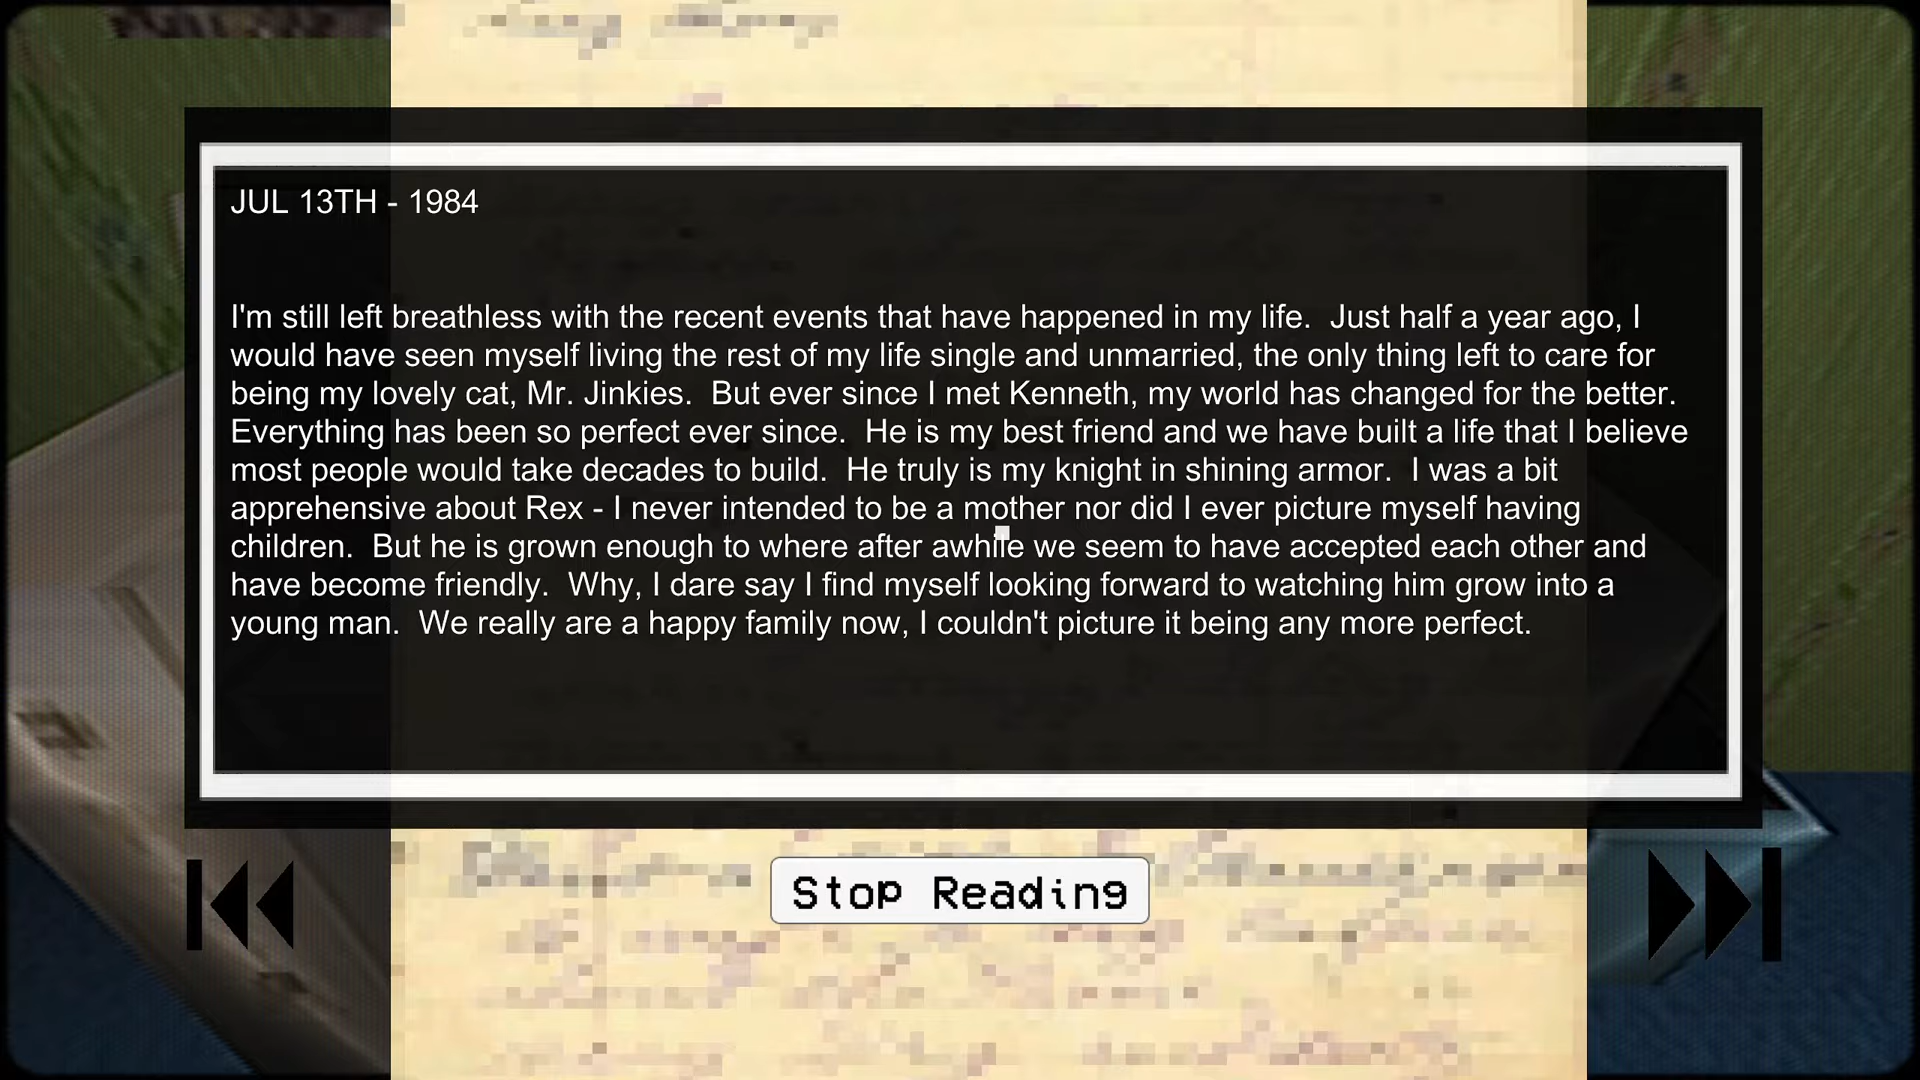 JUL 13TH - 1984
I'm still left breathless with the recent events that have happened in my life.  Just half a year ago, I
would have seen myself living the rest of my life single and unmarried, the only thing left to care for
being my lovely cat, Mr. Jinkies.  But ever since I met Kenneth, my world has changed for the better.
Everything has been so perfect ever since.  He is my best friend and we have built a life that I believe
most people would take decades to build.  He truly is my knight in shining armor.  I was a bit
apprehensive about Rex - I never intended to be a mother nor did I ever picture myself having
children.  But he is grown enough to where after awhile we seem to have accepted each other and
have become friendly.  Why, I dare say I find myself looking forward to watching him grow into a
young man.  We really are a happy family now, I couldn't picture it being any more perfect.
Stop Reading